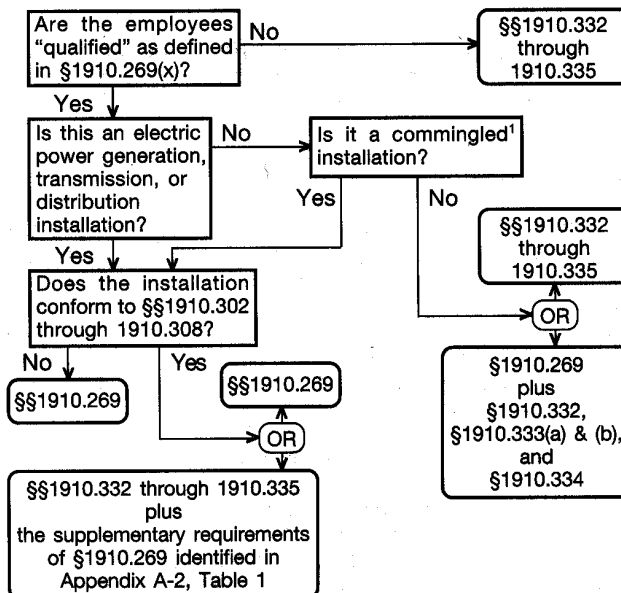 Are the employees
"qualified" as defined
in §1910.269(x)?
No
§§1910.332
through
1910.335
Yes
Is this an electric
power generation,
transmission, or
distribution
installation?
No
Is it a commingled¹
installation?
Yes
No
§§1910.332
through
1910.335
Yes
Does the installation
conform to §§1910.302
through 1910.308?
OR
No
Yes
§§1910.269
§§1910.269
§1910.269
plus
§1910.332,
§1910.333(a) & (b),
and
§1910.334
OR
§§1910.332 through 1910.335
plus
the supplementary requirements
of §1910.269 identified in
Appendix A-2, Table 1